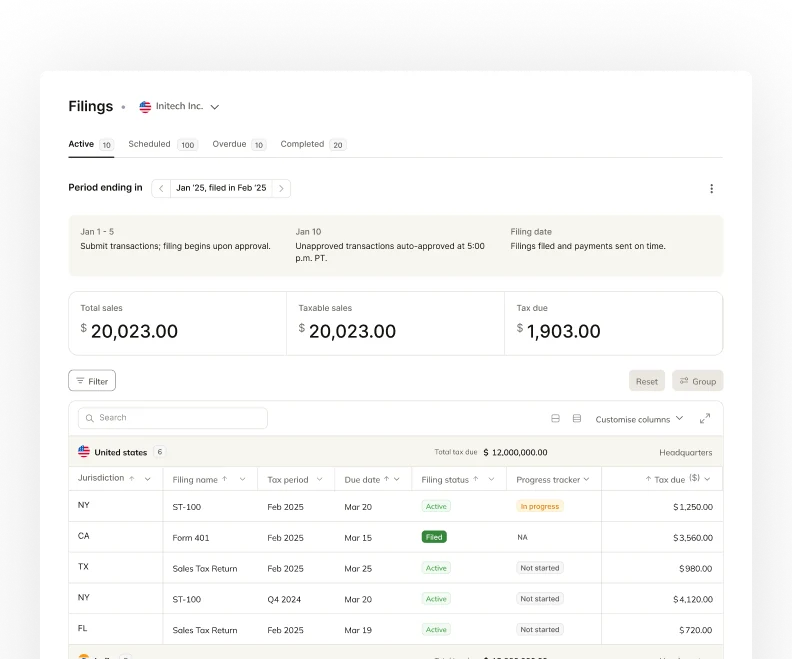 Filings • Initech Inc.
Active 10 Scheduled 100 Overdue 10 Completed 20
Period ending in Jan '25, filed in Feb '25
Jan 1 - 5 Jan 10 Filing date
Submit transactions; filing begins upon approval. Unapproved transactions auto-approved at 5:00 Filings filed and payments sent on time.
p.m. PT.
Total sales Taxable sales Tax due
$ 20,023.00 $ 20,023.00 $ 1,903.00
Filter Reset Group
Search Customise columns
United states 6 Total tax due $ 12,000,000.00 Headquarters
Jurisdiction ↑ Filing name ↑ Tax period Due date ↑ Filing status ↑ Progress tracker ↑ Tax due ($)
NY ST-100 Feb 2025 Mar 20 Active In progress $1,250.00
CA Form 401 Feb 2025 Mar 15 Filed NA $3,560.00
TX Sales Tax Return Feb 2025 Mar 25 Active Not started $980.00
NY ST-100 Q4 2024 Mar 20 Active Not started $4,120.00
FL Sales Tax Return Feb 2025 Mar 19 Active Not started $720.00